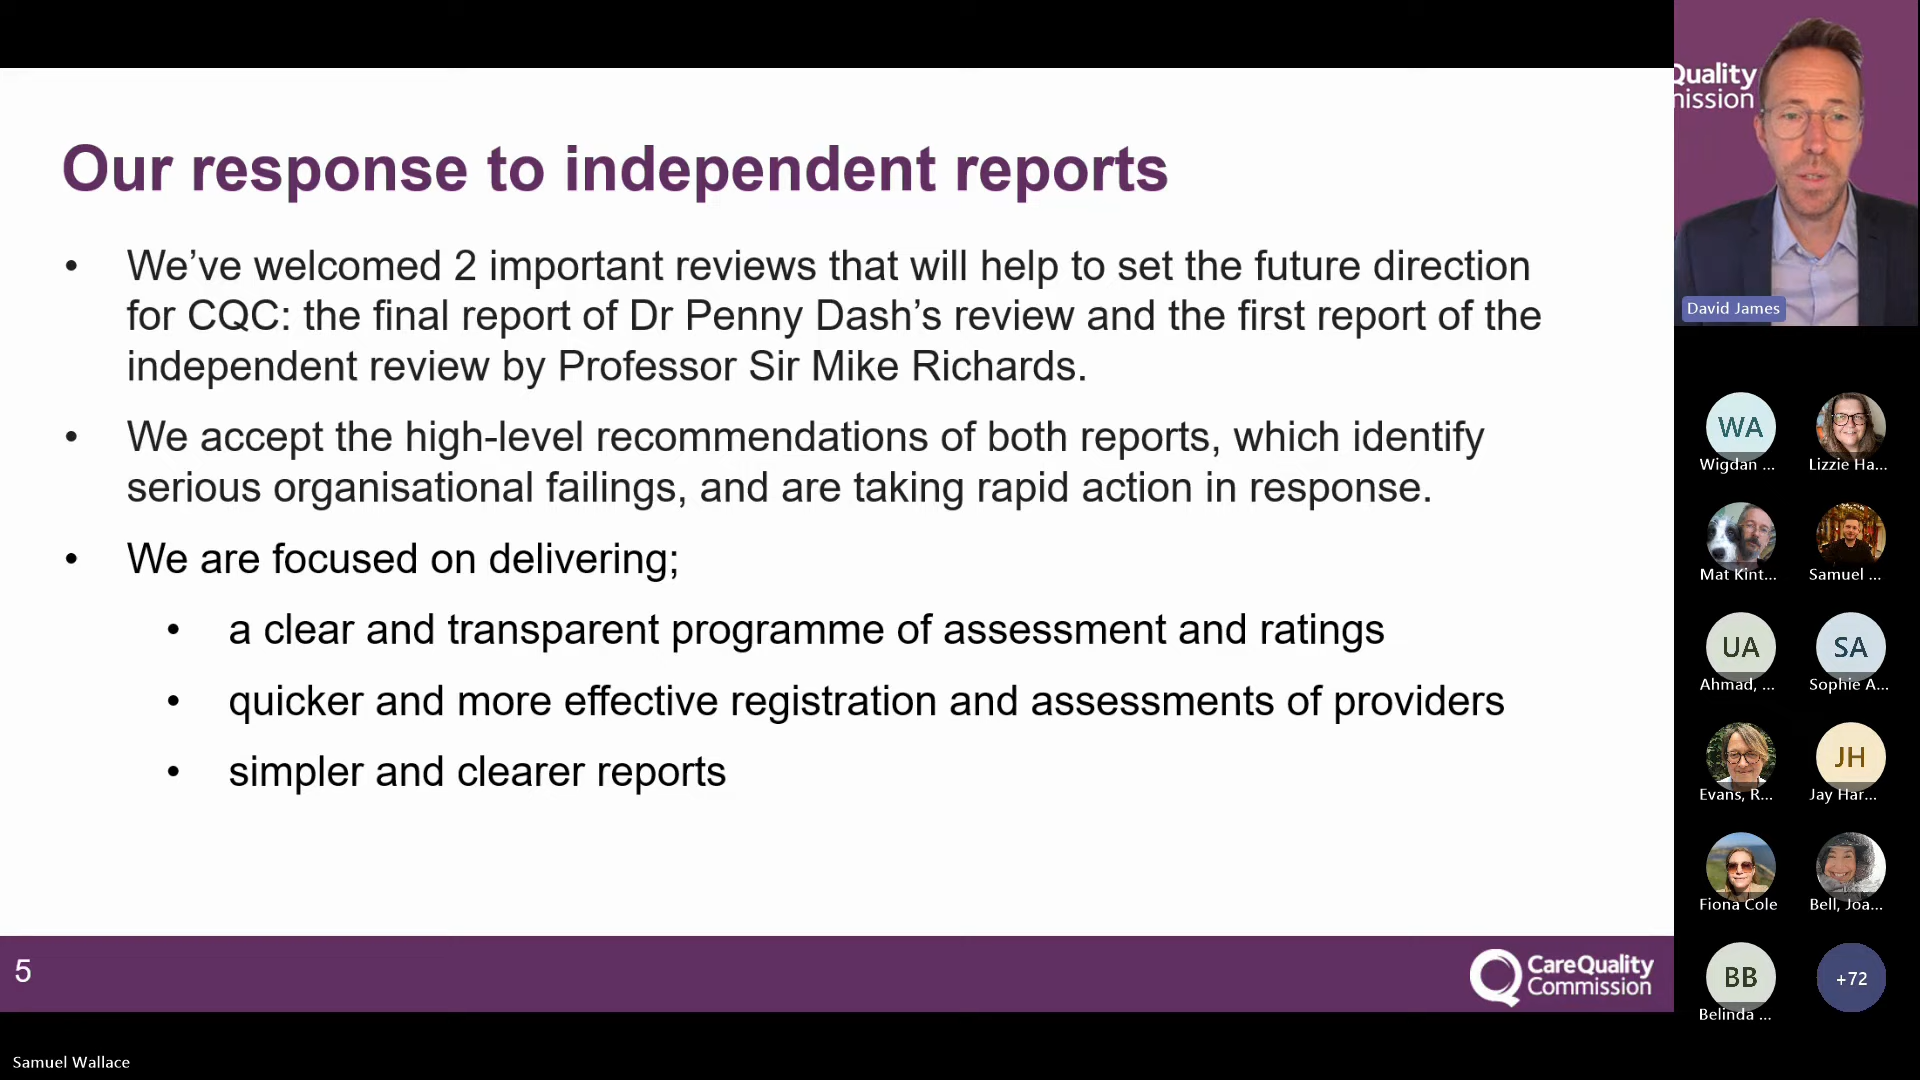 Our response to independent reports
• We’ve welcomed 2 important reviews that will help to set the future direction
for CQC: the final report of Dr Penny Dash’s review and the first report of the
independent review by Professor Sir Mike Richards.
• We accept the high-level recommendations of both reports, which identify
serious organisational failings, and are taking rapid action in response.
• We are focused on delivering;
• a clear and transparent programme of assessment and ratings
• quicker and more effective registration and assessments of providers
• simpler and clearer reports
5
CareQuality
Commission
Samuel Wallace
Quality
mission
David James
WA
Wigdan ...
Lizzie Ha...
Mat Kint...
Samuel ...
UA
Ahmad, ...
SA
Sophie A...
Evans, R...
JH
Jay Har...
Fiona Cole
Bell, Joa...
BB
Belinda ...
+72